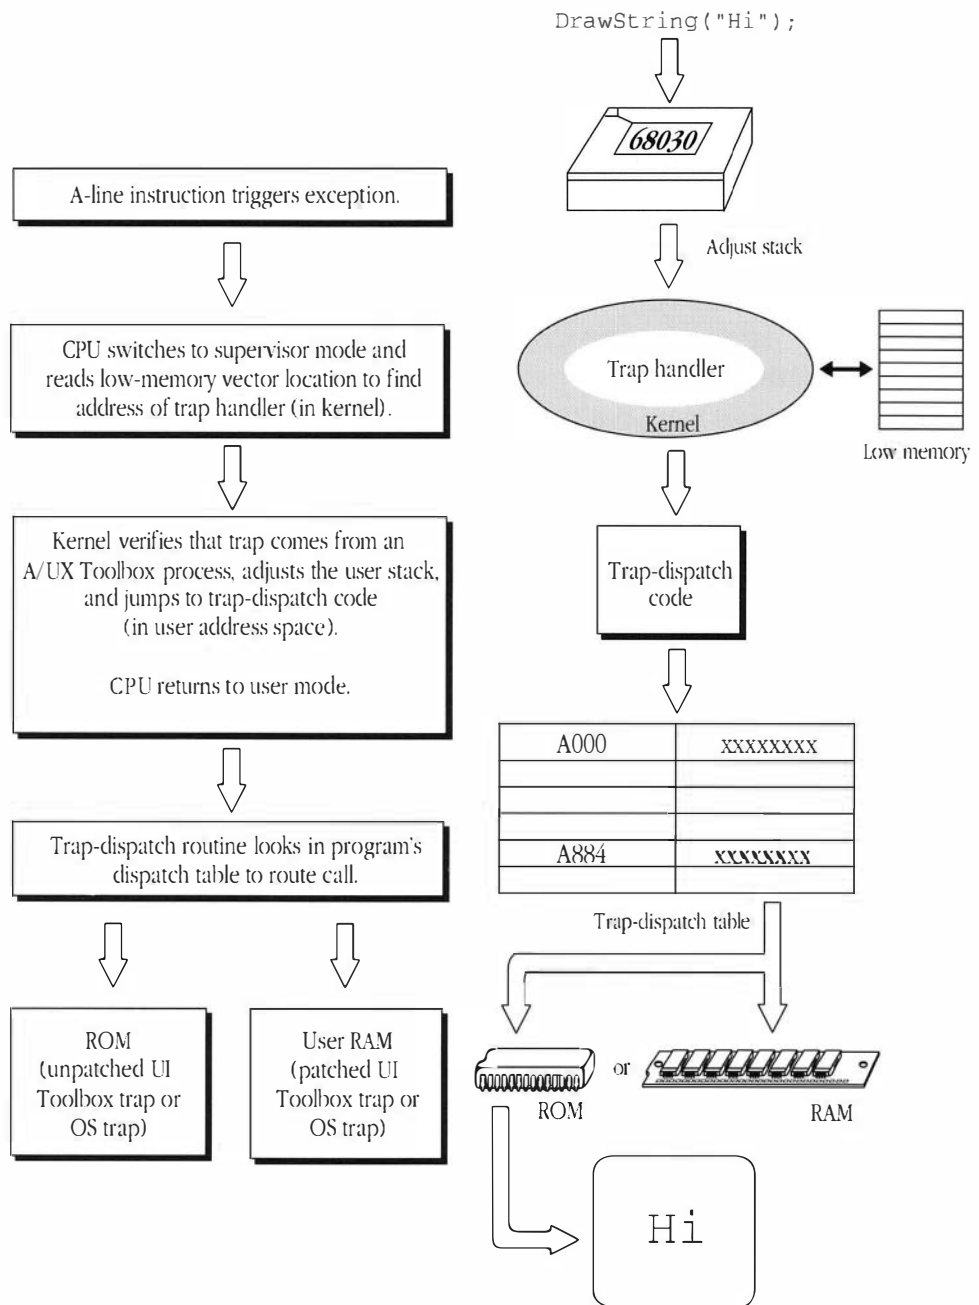 DrawString("Hi");
68030
A-line instruction triggers exception.
Adjust stack
CPU switches to supervisor mode and
reads low-memory vector location to find
address of trap handler (in kernel).
Trap handler
Kernel
Low memory
Kernel verifies that trap comes from an
A/UX Toolbox process, adjusts the user stack,
and jumps to trap-dispatch code
(in user address space).
CPU returns to user mode.
Trap-dispatch
code
A000 xxxxxxxx
A884 xxxxxxxx
Trap-dispatch table
Trap-dispatch routine looks in program's
dispatch table to route call.
ROM
(unpatched UI
Toolbox trap or
OS trap)
User RAM
(patched UI
Toolbox trap or
OS trap)
or
ROM
RAM
Hi